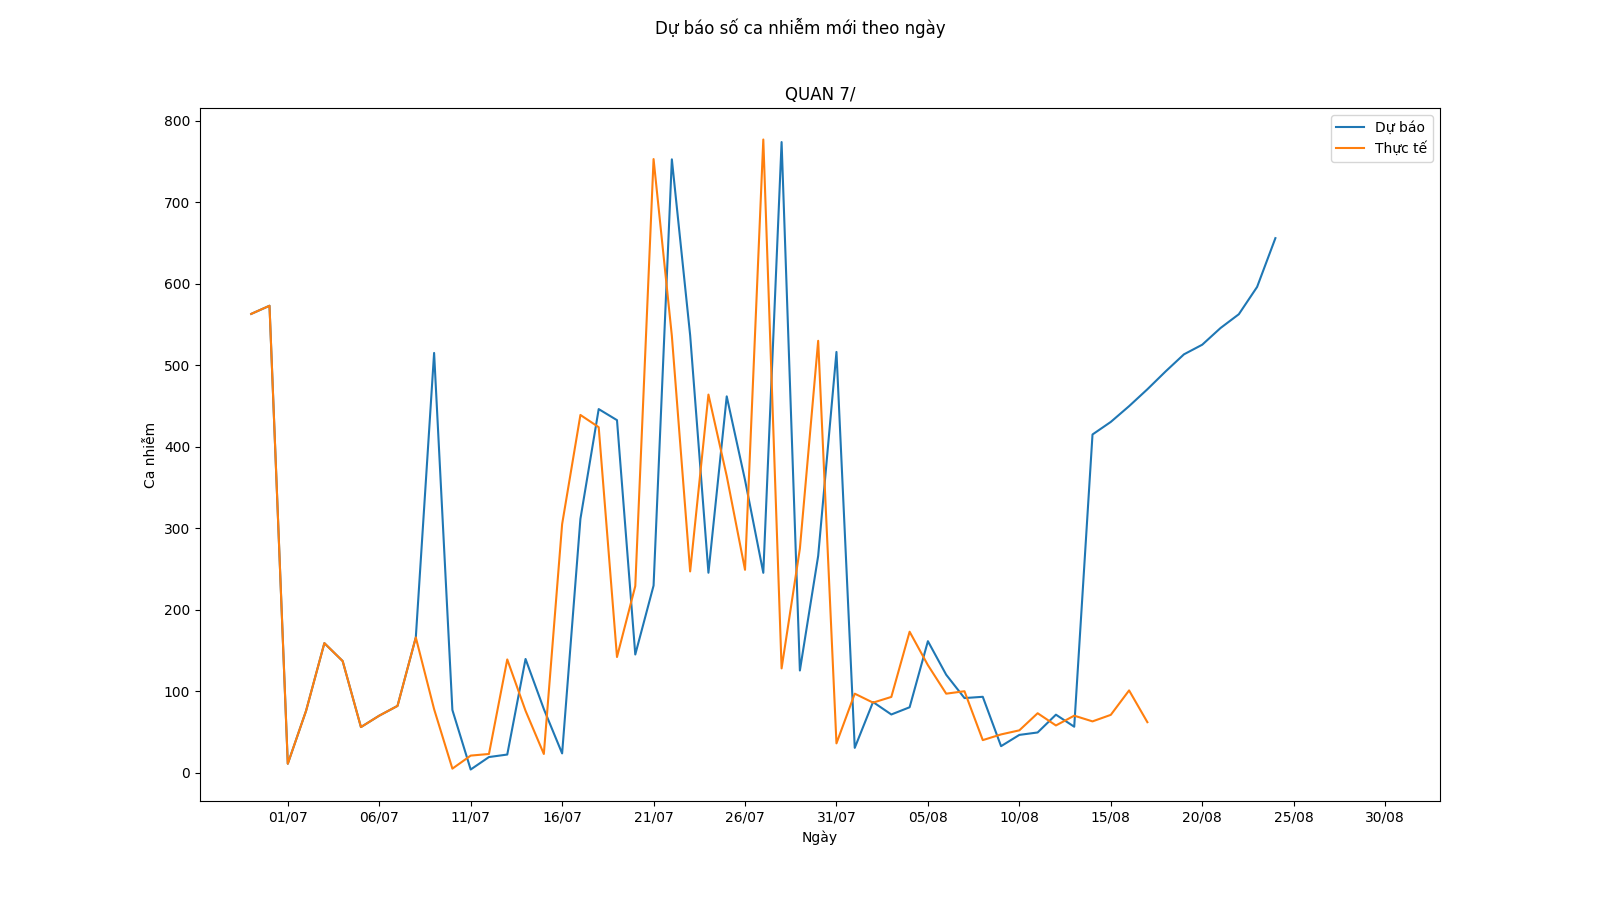 Dự báo số ca nhiễm mới theo ngày
QUAN 7/
Dự báo
Thực tế
800
700
600
500
400
300
200
100
0
Ca nhiễm
01/07 06/07 11/07 16/07 21/07 26/07 31/07 05/08 10/08 15/08 20/08 25/08 30/08
Ngày